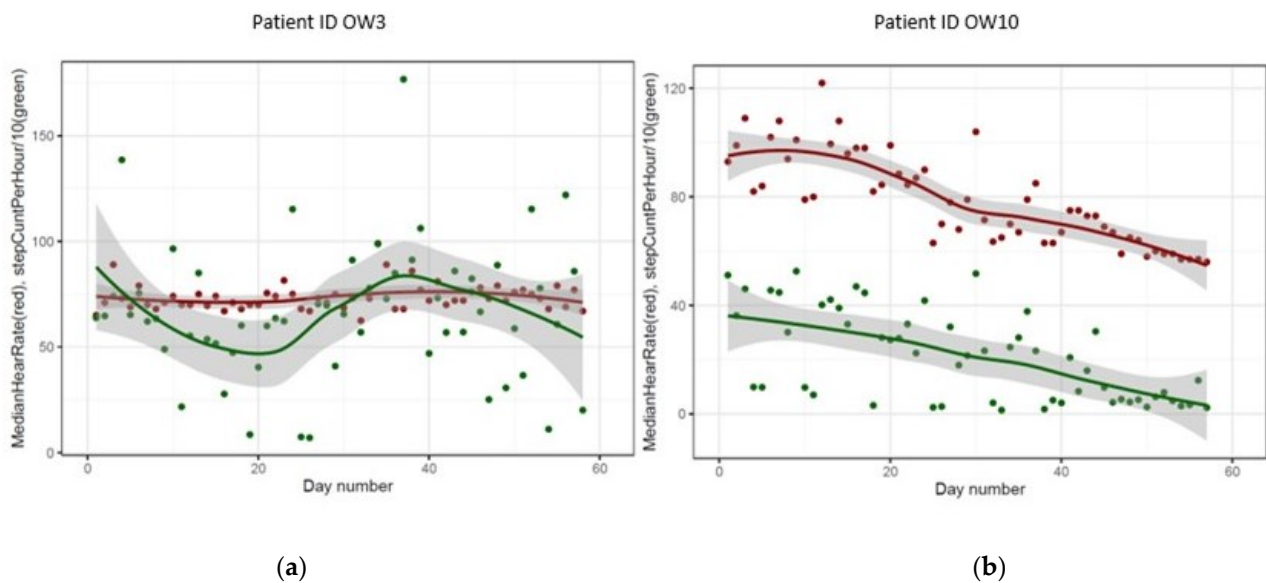 Patient ID OW3
Patient ID OW10
MedianHearRate(red), stepCuntPerHour/10(green)
150
100
50
0
0
20
40
60
Day number
MedianHearRate(red), stepCuntPerHour/10(green)
120
80
40
0
0
20
40
60
Day number
(a)
(b)